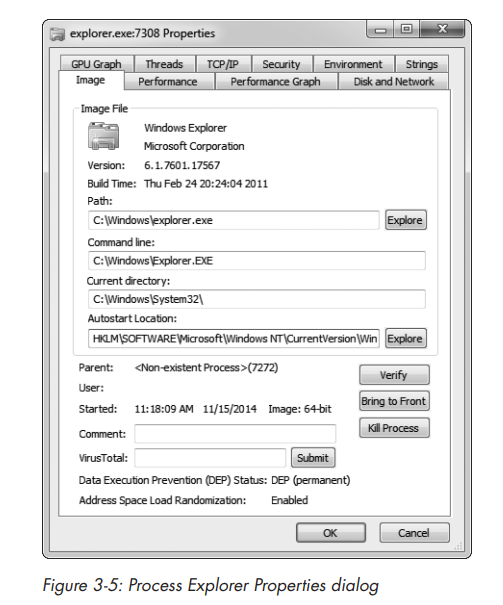 explorer.exe:7308 Properties
GPU Graph Threads TCP/IP Security Environment Strings
Image Performance Performance Graph Disk and Network
Image File
Windows Explorer
Microsoft Corporation
Version: 6.1.7601.17567
Build Time: Thu Feb 24 20:24:04 2011
Path:
C:\Windows\explorer.exe Explore
Command line:
C:\Windows\Explorer.EXE
Current directory:
C:\Windows\System32\
Autostart Location:
HKLM\SOFTWARE\Microsoft\Windows NT\CurrentVersion\Win Explore
Parent: <Non-existent Process>(7272) Verify
User:
Started: 11:18:09 AM 11/15/2014 Image: 64-bit Bring to Front
Comment: Kill Process
VirusTotal: Submit
Data Execution Prevention (DEP) Status: DEP (permanent)
Address Space Load Randomization: Enabled
OK Cancel
Figure 3-5: Process Explorer Properties dialog